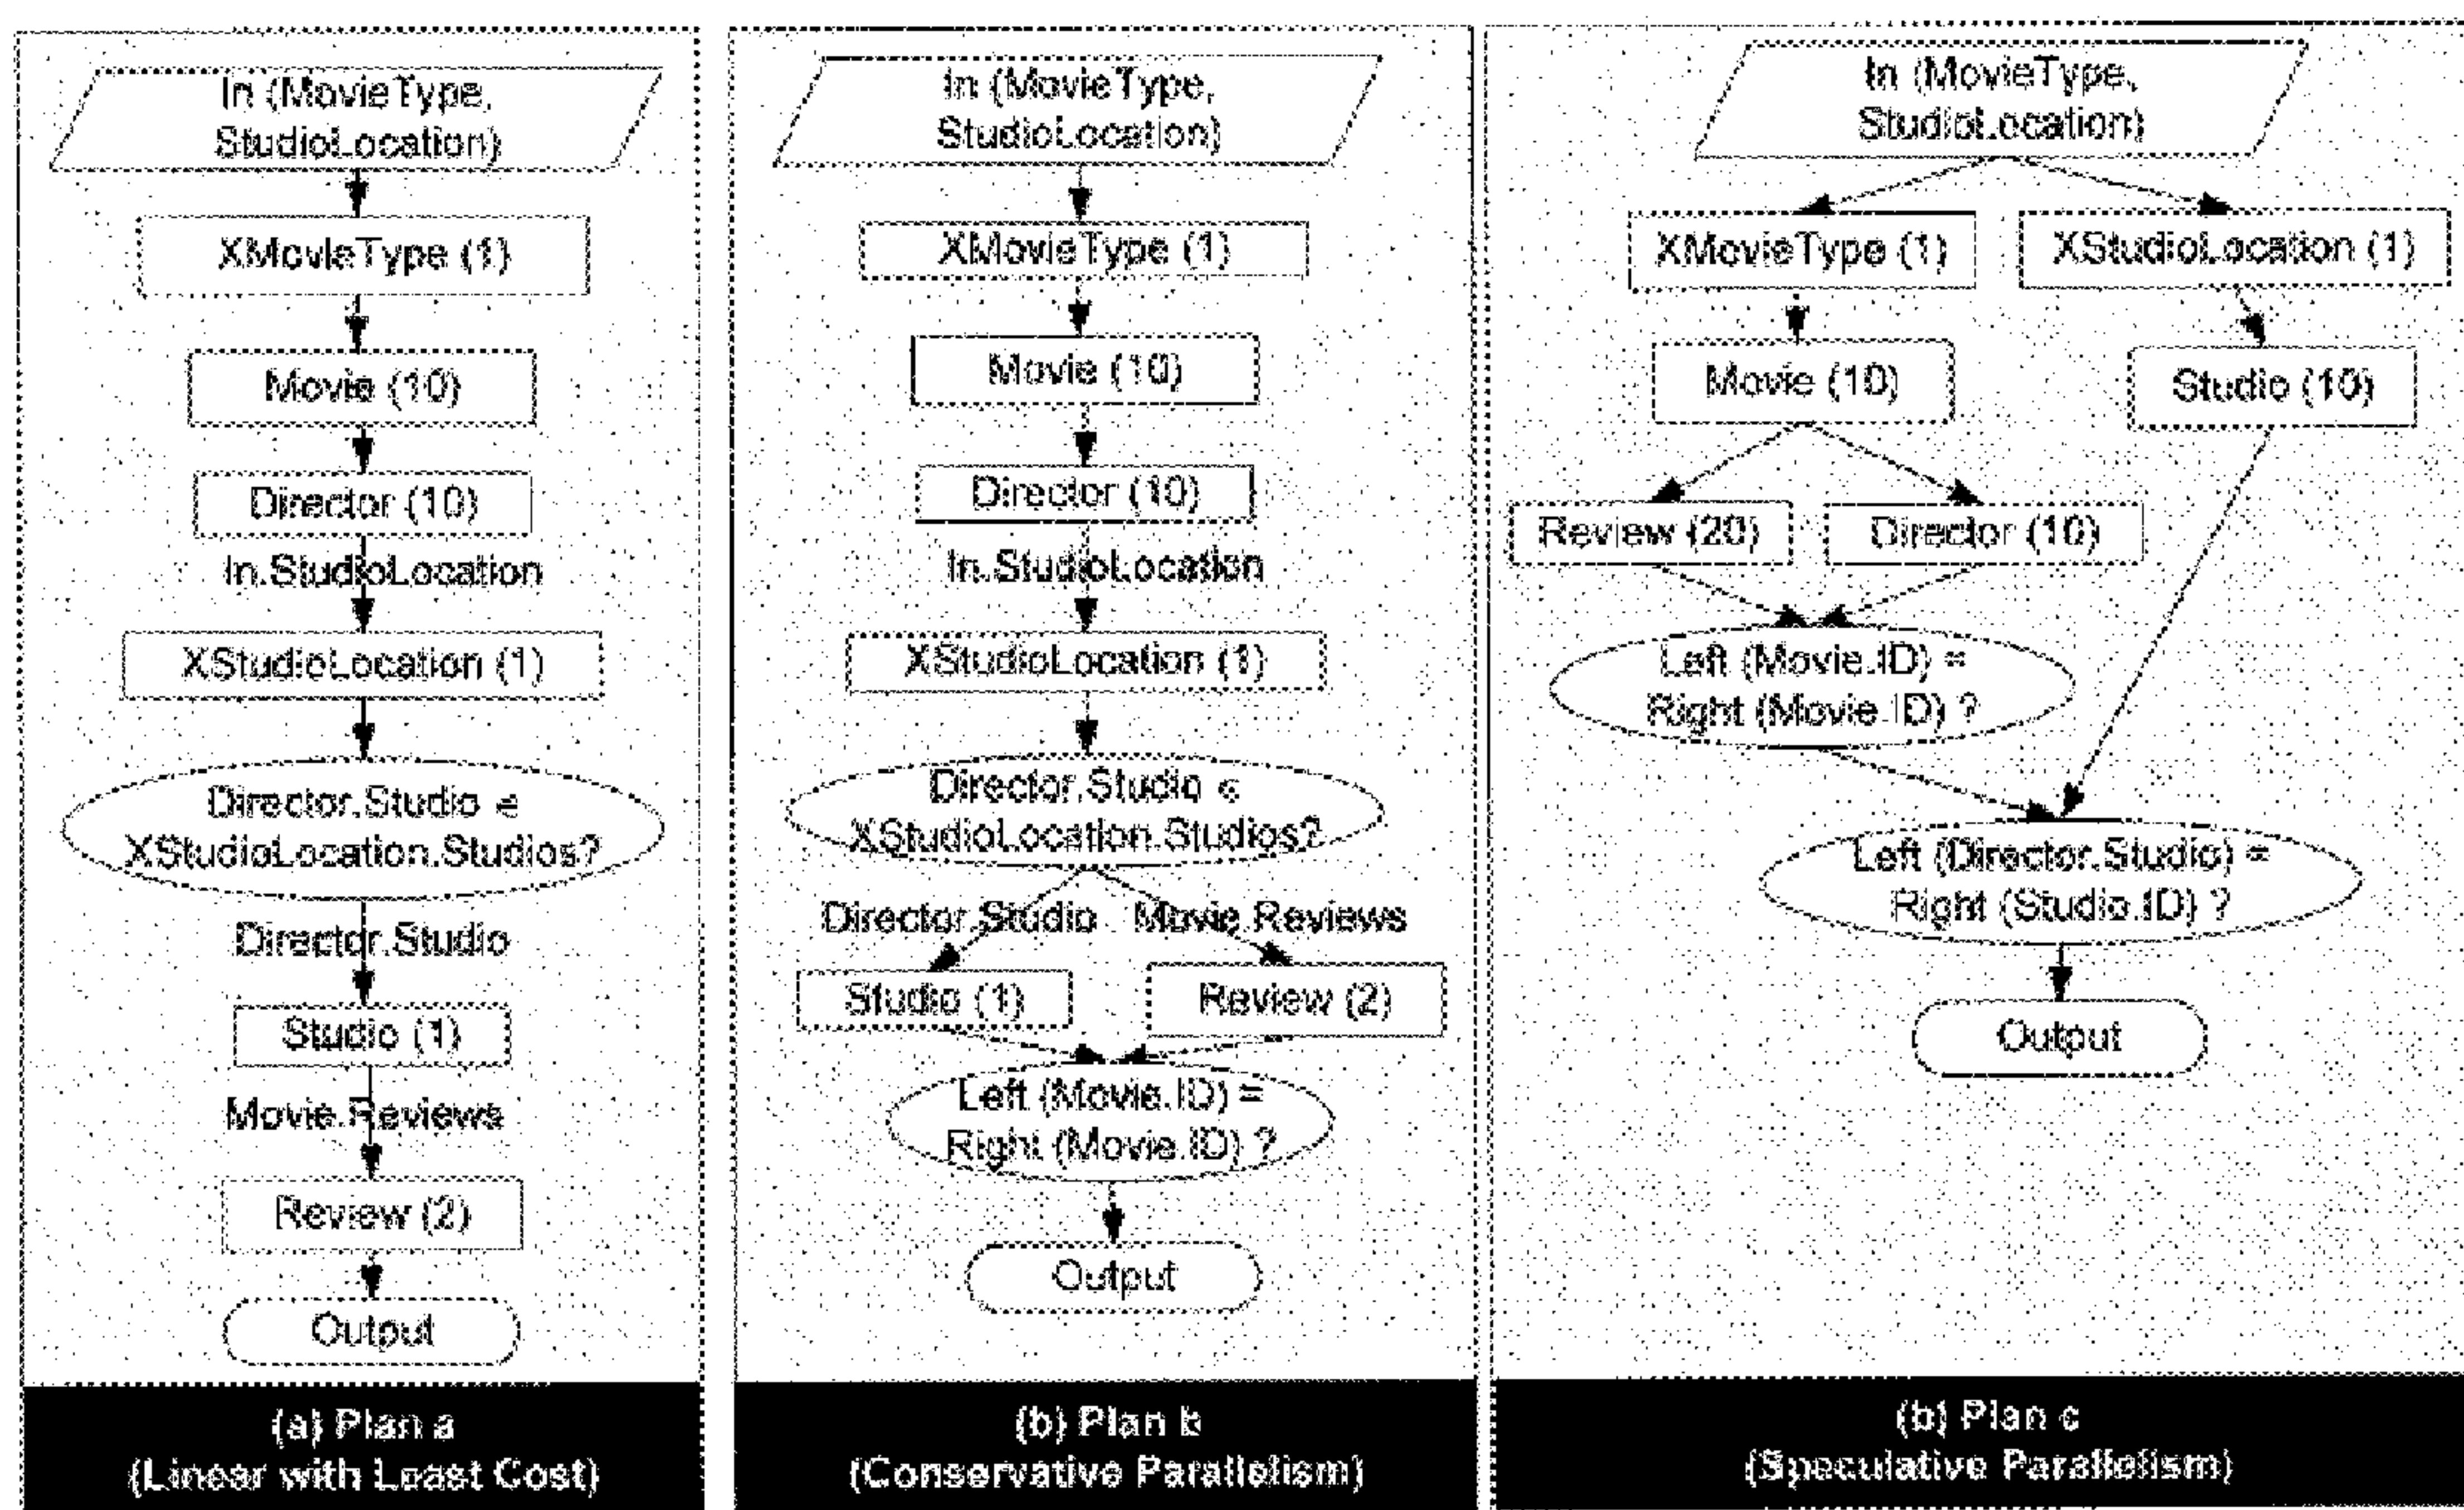 In (MovieType,
StudioLocation)
XMovieType (1)
Movie (10)
Director (10)
In.StudioLocation
XStudioLocation (1)
Director.Studio ∈
XStudioLocation.Studios?
Director.Studio
Studio (1)
Movie.Reviews
Review (2)
Output
(a) Plan a
(Linear with Least Cost)
In (MovieType,
StudioLocation)
XMovieType (1)
Movie (10)
Director (10)
In.StudioLocation
XStudioLocation (1)
Director.Studio ∈
XStudioLocation.Studios?
Director.Studio Movie.Reviews
Studio (1) Review (2)
Left (Movie.ID) =
Right (Movie.ID) ?
Output
(b) Plan b
(Conservative Parallelism)
In (MovieType,
StudioLocation)
XMovieType (1) XStudioLocation (1)
Movie (10) Studio (10)
Review (20) Director (10)
Left (Movie.ID) =
Right (Movie.ID) ?
Left (Director.Studio) =
Right (Studio.ID) ?
Output
(b) Plan c
(Speculative Parallelism)